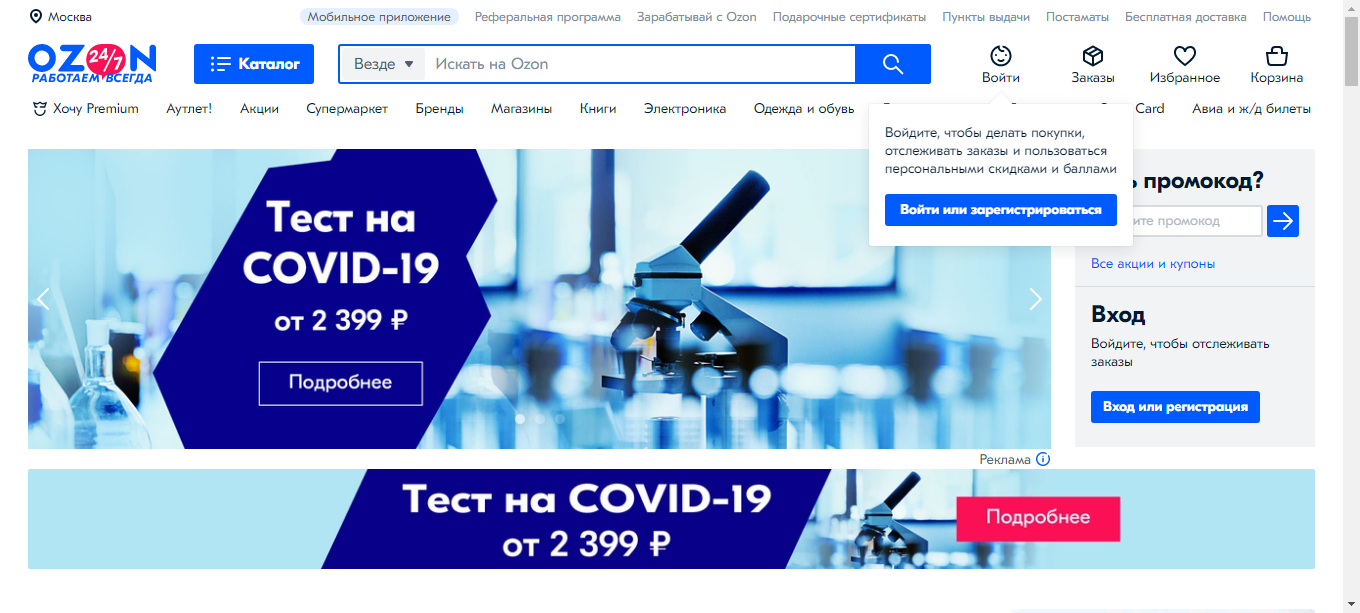 Москва
Мобильное приложение
Реферальная программа
Зарабатывай с Ozon
Подарочные сертификаты
Пункты выдачи
Постаматы
Бесплатная доставка
Помощь
OZON
24/7
РАБОТАЕМ ВСЕГДА
Каталог
Везде
Искать на Ozon
Войти
Заказы
Избранное
Корзина
Хочу Premium
Аутлет!
Акции
Супермаркет
Бренды
Магазины
Книги
Электроника
Одежда и обувь
Card
Авиа и ж/д билеты
Войдите, чтобы делать покупки,
отслеживать заказы и пользоваться
персональными скидками и баллами
Войти или зарегистрироваться
Тест на
COVID-19
от 2 399 ₽
Подробнее
промокод?
промокод
Все акции и купоны
Вход
Войдите, чтобы отслеживать
заказы
Вход или регистрация
Реклама
Тест на COVID-19
от 2 399 ₽
Подробнее